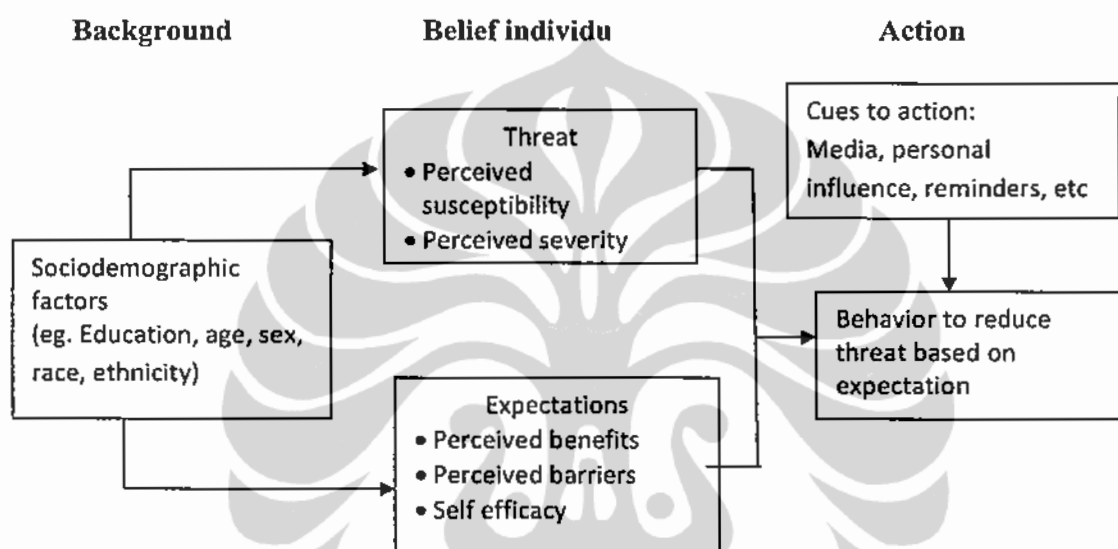 Background
Belief individu
Action
Cues to action:
Media, personal
influence, reminders, etc
Threat
• Perceived
susceptibility
• Perceived severity
Sociodemographic
factors
(eg. Education, age, sex,
race, ethnicity)
Behavior to reduce
threat based on
expectation
Expectations
• Perceived benefits
• Perceived barriers
• Self efficacy